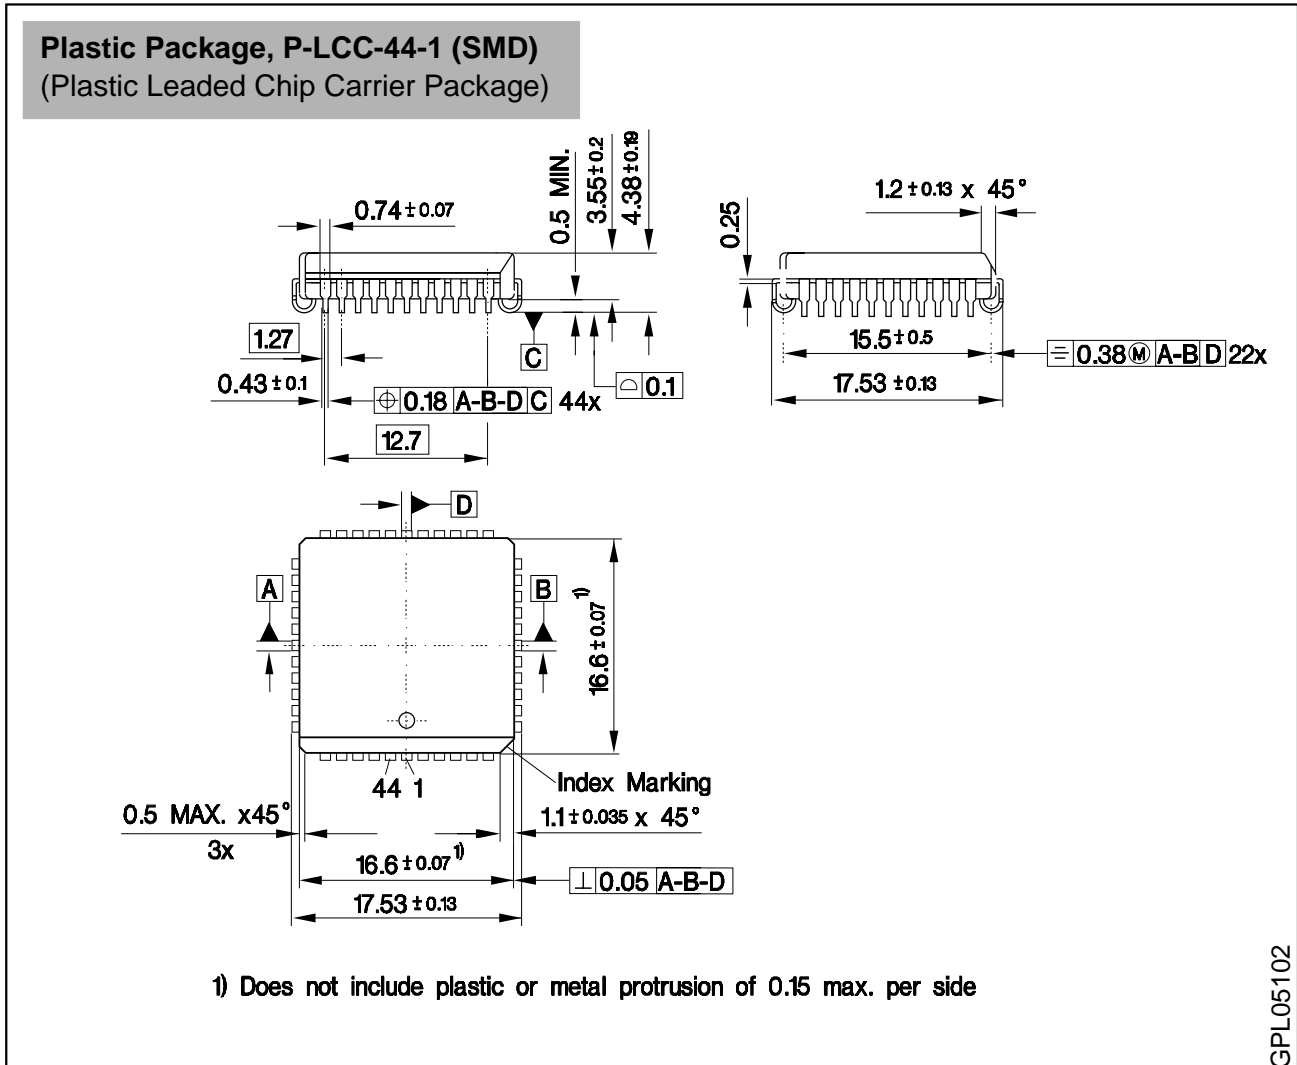 Plastic Package, P-LCC-44-1 (SMD)
(Plastic Leaded Chip Carrier Package)
0.74 ± 0.07
0.5 MIN.
3.55 ± 0.2
4.38 ± 0.19
1.27
0.43 ± 0.1
C
⌖ 0.18 A-B-D C 44x
⌓ 0.1
12.7
0.25
1.2 ± 0.13 x 45°
15.5 ± 0.5
⌯ 0.38 Ⓜ A-B D 22x
17.53 ± 0.13
D
A
B
16.6 ± 0.07 1)
44 1
Index Marking
0.5 MAX. x45°
3x
1.1 ± 0.035 x 45°
16.6 ± 0.07 1)
⊥ 0.05 A-B-D
17.53 ± 0.13
1) Does not include plastic or metal protrusion of 0.15 max. per side
GPL05102